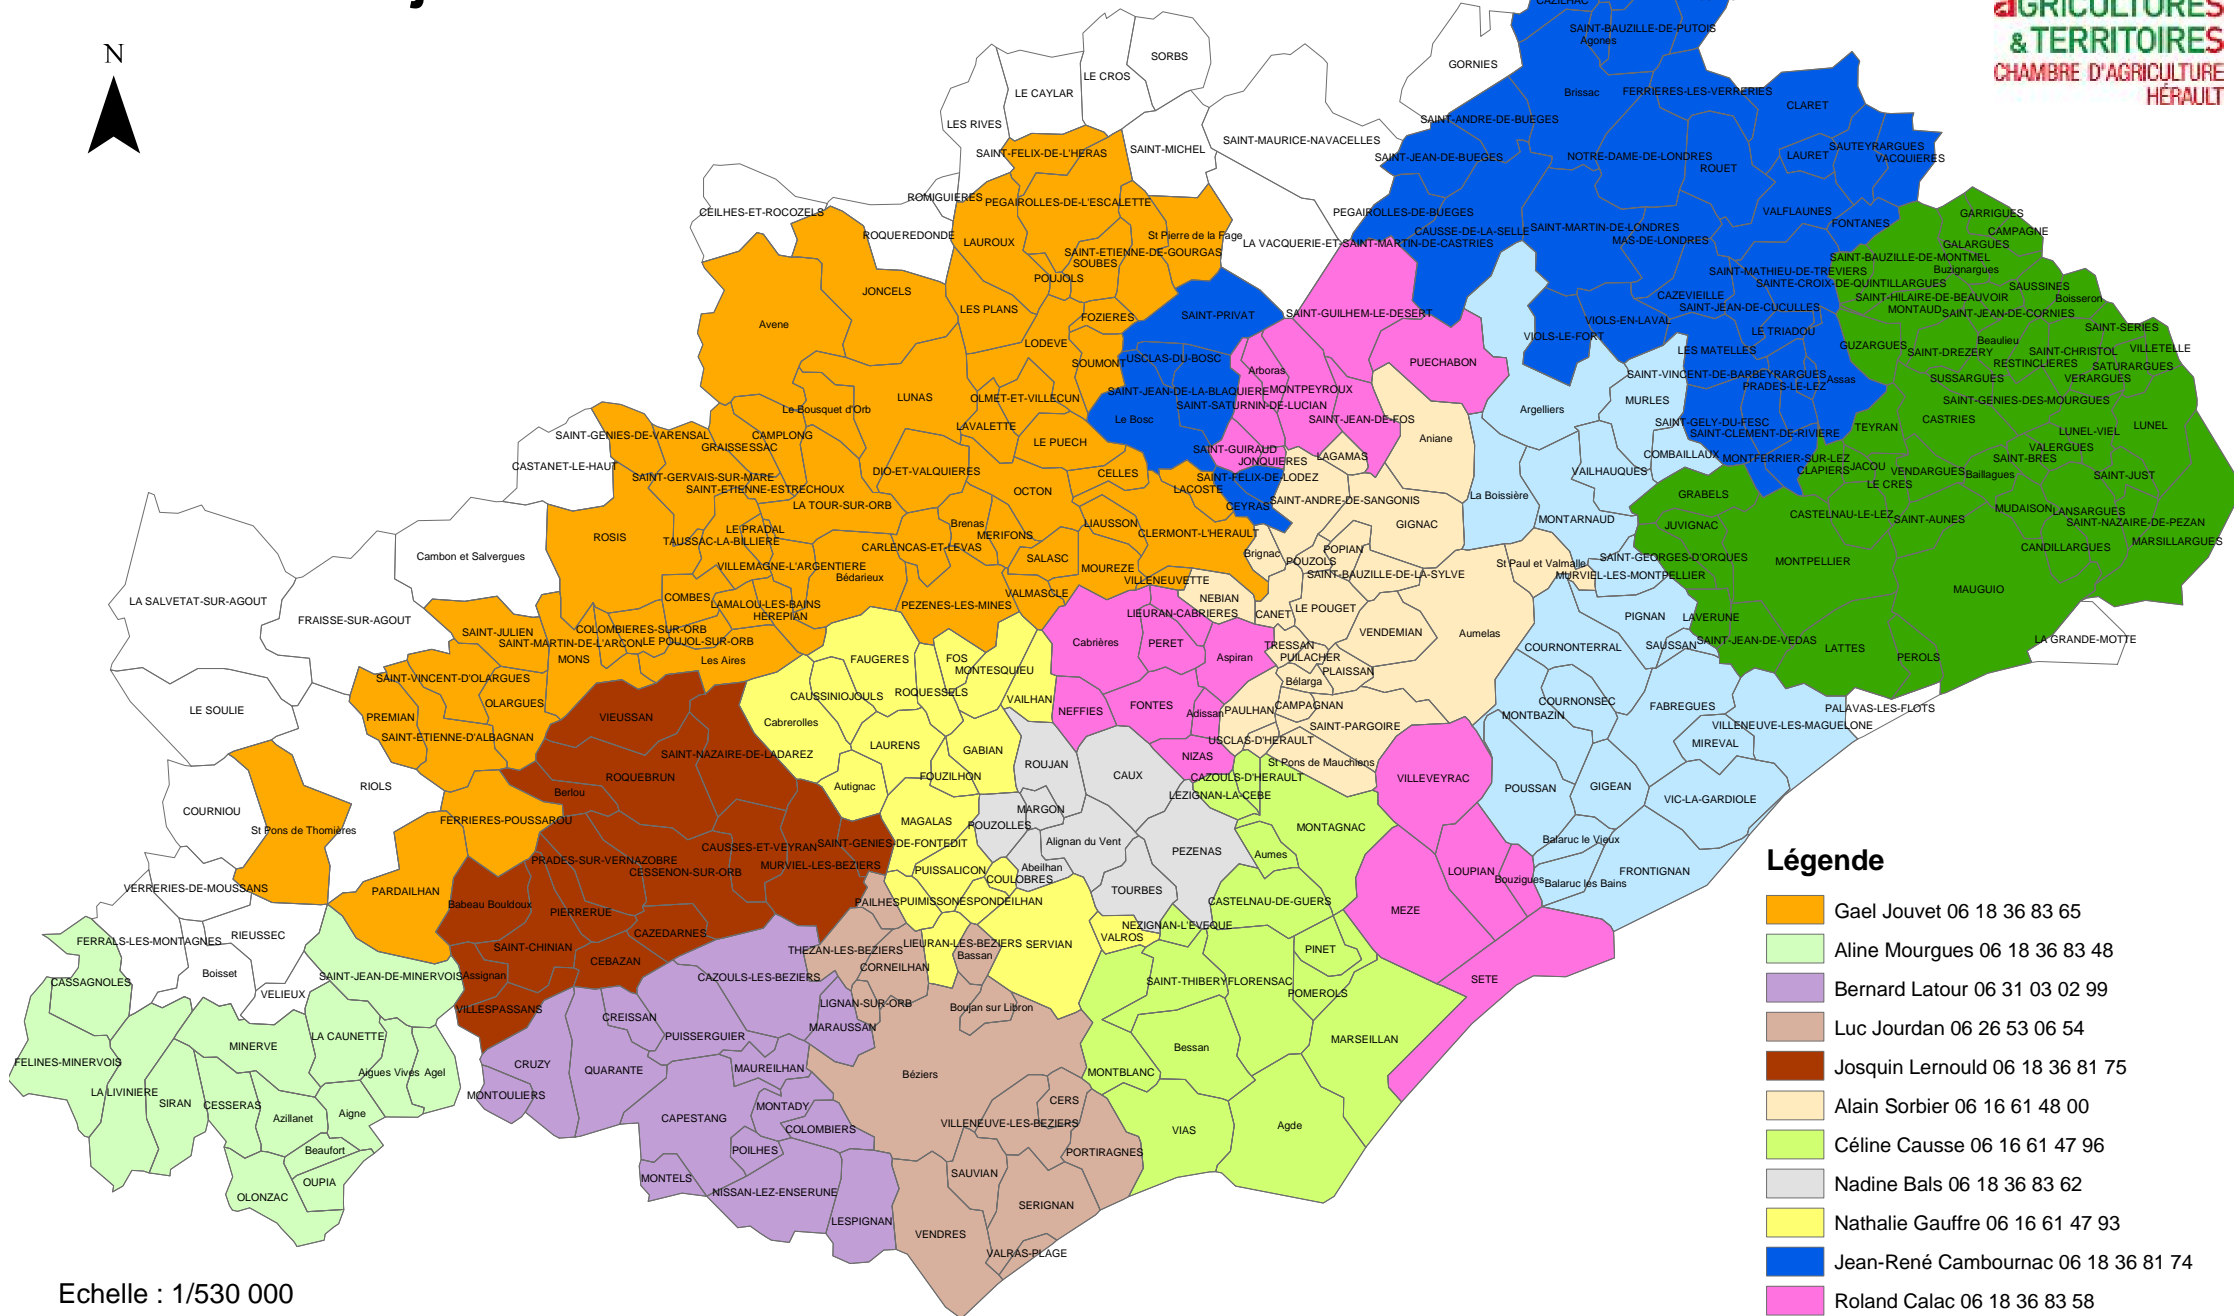 aGRICULTURES
& TERRITOIRES
CHAMBRE D'AGRICULTURE
HÉRAULT
N
CAZILHAC
SAINT-BAUZILLE-DE-PUTOIS
Agones
SORBS
GORNIES
LE CROS
LE CAYLAR
Brissac
FERRIERES-LES-VERRERIES
CLARET
LES RIVES
SAINT-ANDRE-DE-BUEGES
SAINT-MAURICE-NAVACELLES
SAINT-MICHEL
SAINT-FELIX-DE-L'HERAS
SAINT-JEAN-DE-BUEGES
NOTRE-DAME-DE-LONDRES
ROUET
LAURET
SAUTEYRARGUES
VACQUIERES
ROMIGUIERES
PEGAIROLLES-DE-L'ESCALETTE
CEILHES-ET-ROCOZELS
PEGAIROLLES-DE-BUEGES
VALFLAUNES
FONTANES
GARRIGUES
CAMPAGNE
ROQUEREDONDE
LAUROUX
St Pierre de la Fage
LA VACQUERIE-ET-SAINT-MARTIN-DE-CASTRIES
CAUSSE-DE-LA-SELLE
SAINT-MARTIN-DE-LONDRES
MAS-DE-LONDRES
GALARGUES
SAINT-ETIENNE-DE-GOURGAS
SOUBES
POUJOLS
SAINT-BAUZILLE-DE-MONTMEL
Buzignargues
SAINT-MATHIEU-DE-TREVIERS
SAINTE-CROIX-DE-QUINTILLARGUES
SAUSSINES
JONCELS
CAZEVIEILLE
SAINT-HILAIRE-DE-BEAUVOIR
Boisseron
LES PLANS
FOZIERES
SAINT-PRIVAT
SAINT-GUILHEM-LE-DESERT
SAINT-JEAN-DE-CUCULLES
MONTAUD
SAINT-JEAN-DE-CORNIES
Avene
VIOLS-EN-LAVAL
VIOLS-LE-FORT
LE TRIADOU
SAINT-SERIES
LODEVE
SOUMONT
USCLAS-DU-BOSC
PUECHABON
LES MATELLES
GUZARGUES
Beaulieu
SAINT-DREZERY
SAINT-CHRISTOL
VILLETELLE
RESTINCLIERES
SATURARGUES
Arboras
SAINT-VINCENT-DE-BARBEYRARGUES
PRADES-LE-LEZ
Assas
SUSSARGUES
VERARGUES
LUNAS
OLMET-ET-VILLECUN
SAINT-JEAN-DE-LA-BLAQUIERE
MONTPEYROUX
SAINT-SATURNIN-DE-LUCIAN
Argelliers
MURLES
SAINT-GENIES-DES-MOURGUES
Le Bousquet d'Orb
LAVALETTE
Le Bosc
SAINT-JEAN-DE-FOS
SAINT-GELY-DU-FESC
SAINT-CLEMENT-DE-RIVIERE
TEYRAN
CASTRIES
LUNEL-VIEL
LUNEL
SAINT-GENIES-DE-VARENSAL
CAMPLONG
GRAISSESSAC
LE PUECH
Aniane
SAINT-GUIRAUD
JONQUIERES
LAGAMAS
COMBAILLAUX
MONTFERRIER-SUR-LEZ
VALERGUES
SAINT-BRES
CASTANET-LE-HAUT
CLAPIERS
JACOU
VENDARGUES
Baillagues
SAINT-JUST
DIO-ET-VALQUIERES
CELLES
VAILHAUQUES
SAINT-GERVAIS-SUR-MARE
SAINT-ETIENNE-ESTRECHOUX
OCTON
LACOSTE
SAINT-FELIX-DE-LODEZ
LE CRES
SAINT-ANDRE-DE-SANGONIS
La Boissière
GRABELS
LA TOUR-SUR-ORB
CEYRAS
MUDAISON
LANSARGUES
SAINT-NAZAIRE-DE-PEZAN
Brenas
MERIFONS
LIAUSSON
CLERMONT-L'HERAULT
GIGNAC
MONTARNAUD
JUVIGNAC
CASTELNAU-LE-LEZ
SAINT-AUNES
LE PRADAL
TAUSSAC-LA-BILLIERE
ROSIS
MARSILLARGUES
Cambon et Salvergues
CARLENCAS-ET-LEVAS
SALASC
MOUREZE
Brignac
POPIAN
POUZOLS
CANDILLARGUES
SAINT-GEORGES-D'ORQUES
MONTPELLIER
St Paul et Valmalle
VILLEMAGNE-L'ARGENTIERE
Bédarieux
VILLENEUVETTE
SAINT-BAUZILLE-DE-LA-SYLVE
MURVIEL-LES-MONTPELLIER
MAUGUIO
LA SALVETAT-SUR-AGOUT
COMBES
LAMALOU-LES-BAINS
HEREPIAN
PEZENES-LES-MINES
VALMASCLE
NEBIAN
CANET
LE POUGET
PIGNAN
LAVERUNE
FRAISSE-SUR-AGOUT
LIEURAN-CABRIERES
SAINT-JULIEN
COLOMBIERES-SUR-ORB
SAINT-MARTIN-DE-L'ARCON
LE POUJOL-SUR-ORB
Cabrières
PERET
Aspiran
VENDEMIAN
Aumelas
COURNONTERRAL
SAUSSAN
SAINT-JEAN-DE-VEDAS
LATTES
PEROLS
LA GRANDE-MOTTE
MONS
Les Aires
FAUGERES
FOS
MONTESQUIEU
TRESSAN
PUILACHER
PLAISSAN
Bélarga
SAINT-VINCENT-D'OLARGUES
OLARGUES
CAUSSINIOJOULS
ROQUESSELS
VAILHAN
LE SOULIE
PREMIAN
VIEUSSAN
Cabrerolles
NEFFIES
FONTES
Adissan
PAULHAN
CAMPAGNAN
SAINT-PARGOIRE
MONTBAZIN
COURNONSEC
FABREGUES
PALAVAS-LES-FLOTS
VILLENEUVE-LES-MAGUELONE
SAINT-ETIENNE-D'ALBAGNAN
SAINT-NAZAIRE-DE-LADAREZ
LAURENS
GABIAN
ROUJAN
CAUX
NIZAS
USCLAS-D'HERAULT
St Pons de Mauchiens
MIREVAL
RIOLS
ROQUEBRUN
Berlou
Autignac
FOUZILHON
CAZOULS-D'HERAULT
LEZIGNAN-LA-CEBE
VILLEVEYRAC
POUSSAN
GIGEAN
VIC-LA-GARDIOLE
COURNIOU
St Pons de Thomières
FERRIERES-POUSSAROU
MAGALAS
MARGON
POUZOLLES
MONTAGNAC
Balaruc le Vieux
CAUSSES-ET-VEYRAN
SAINT-GENIES-DE-FONTEDIT
Alignan du Vent
PEZENAS
Aumes
PRADES-SUR-VERNAZOBRE
CESSENON-SUR-ORB
MURVIEL-LES-BEZIERS
PUISSALICON
COULOBRES
Abeilhan
LOUPIAN
Bouzigues
Balaruc les Bains
FRONTIGNAN
VERRERIES-DE-MOUSSANS
PARDAILHAN
Babeau Bouldoux
PIERRERUE
PAILHES
PUIMISSON
ESPONDEILHAN
TOURBES
CASTELNAU-DE-GUERS
MEZE
FERRALS-LES-MONTAGNES
RIEUSSEC
CAZEDARNES
NEZIGNAN-L'EVEQUE
VALROS
SAINT-CHINIAN
CEBAZAN
THEZAN-LES-BEZIERS
LIEURAN-LES-BEZIERS
Bassan
SERVIAN
PINET
Boisset
SAINT-JEAN-DE-MINERVOIS
Assignan
CAZOULS-LES-BEZIERS
CORNEILHAN
CASSAGNOLES
VELIEUX
SAINT-THIBERY
FLORENSAC
POMEROLS
SETE
VILLESPASSANS
CREISSAN
LIGNAN-SUR-ORB
Boujan sur Libron
MARAUSSAN
PUISSERGUIER
MINERVE
LA CAUNETTE
Bessan
MARSEILLAN
FELINES-MINERVOIS
Aigues Vives
Agel
CRUZY
QUARANTE
MAUREILHAN
Béziers
MONTBLANC
LA LIVINIERE
SIRAN
CESSERAS
MONTOULIERS
Azillanet
Aigne
CAPESTANG
MONTADY
COLOMBIERS
CERS
VILLENEUVE-LES-BEZIERS
VIAS
Agde
Beaufort
POILHES
PORTIRAGNES
OLONZAC
OUPIA
MONTELS
NISSAN-LEZ-ENSERUNE
SAUVIAN
SERIGNAN
LESPIGNAN
VENDRES
VALRAS-PLAGE
Légende
Gael Jouvet 06 18 36 83 65
Aline Mourgues 06 18 36 83 48
Bernard Latour 06 31 03 02 99
Luc Jourdan 06 26 53 06 54
Josquin Lernould 06 18 36 81 75
Alain Sorbier 06 16 61 48 00
Céline Causse 06 16 61 47 96
Nadine Bals 06 18 36 83 62
Nathalie Gauffre 06 16 61 47 93
Jean-René Cambournac 06 18 36 81 74
Roland Calac 06 18 36 83 58
Echelle : 1/530 000